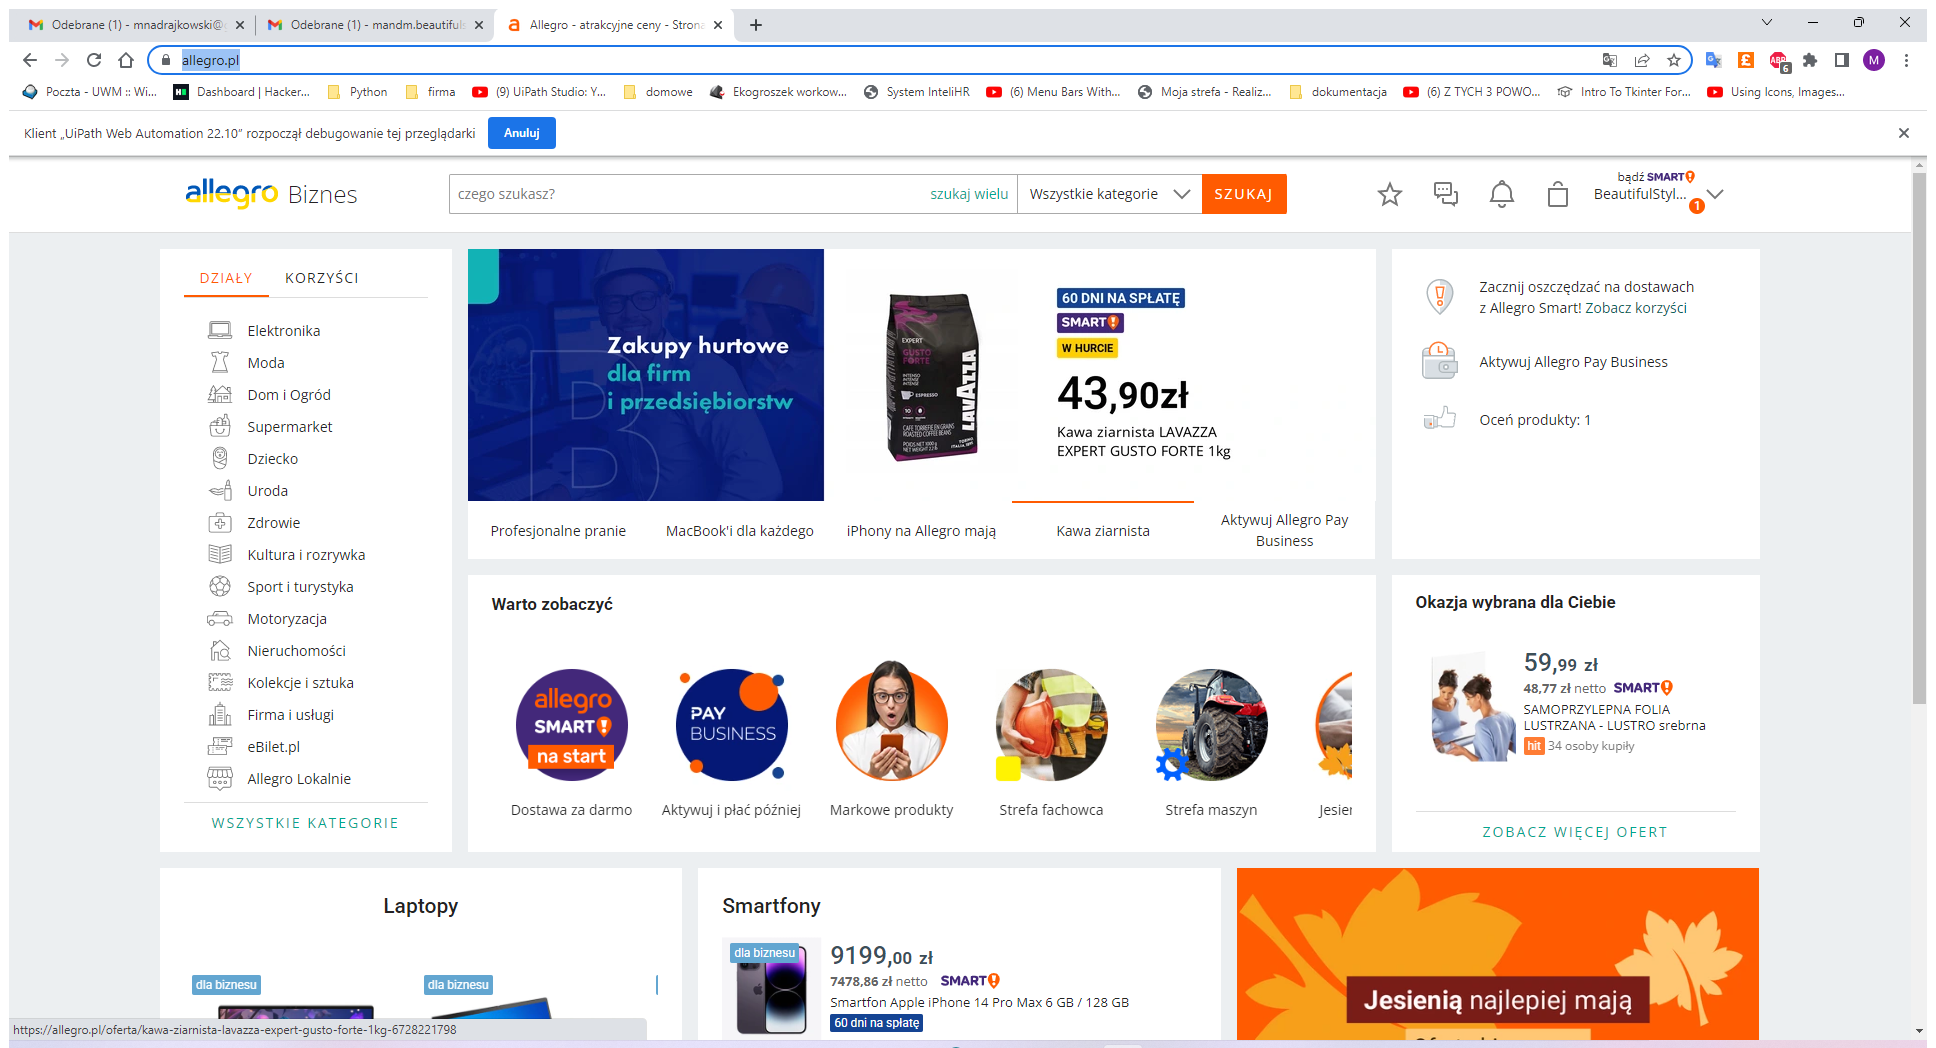 Odebrane (1) - mnadrajkowski@g
Odebrane (1) - mandm.beautifuls
Allegro - atrakcyjne ceny - Strona
allegro.pl
Poczta - UWM :: Wi...
Dashboard | Hacker...
Python
firma
(9) UiPath Studio: Y...
domowe
Ekogroszek workow...
System InteliHR
(6) Menu Bars With...
Moja strefa - Realiz...
dokumentacja
(6) Z TYCH 3 POWO...
Intro To Tkinter For...
Using Icons, Images...
Klient „UiPath Web Automation 22.10” rozpoczął debugowanie tej przeglądarki
Anuluj
allegro Biznes
czego szukasz?
szukaj wielu
Wszystkie kategorie
SZUKAJ
bądź SMART!
BeautifulStyl...
1
DZIAŁY
KORZYŚCI
Elektronika
Moda
Dom i Ogród
Supermarket
Dziecko
Uroda
Zdrowie
Kultura i rozrywka
Sport i turystyka
Motoryzacja
Nieruchomości
Kolekcje i sztuka
Firma i usługi
eBilet.pl
Allegro Lokalnie
WSZYSTKIE KATEGORIE
Zakupy hurtowe
dla firm
i przedsiębiorstw
EXPERT
GUSTO
FORTE
ESPRESSO
LAVAZZA
60 DNI NA SPŁATĘ
SMART!
W HURCIE
43,90zł
Kawa ziarnista LAVAZZA
EXPERT GUSTO FORTE 1kg
Profesjonalne pranie
MacBook'i dla każdego
iPhony na Allegro mają
Kawa ziarnista
Aktywuj Allegro Pay
Business
Zacznij oszczędzać na dostawach
z Allegro Smart! Zobacz korzyści
Aktywuj Allegro Pay Business
Oceń produkty: 1
Warto zobaczyć
allegro
SMART!
na start
PAY
BUSINESS
Dostawa za darmo
Aktywuj i płać później
Markowe produkty
Strefa fachowca
Strefa maszyn
Jesier
Okazja wybrana dla Ciebie
59,99 zł
48,77 zł netto SMART!
SAMOPRZYLEPNA FOLIA
LUSTRZANA - LUSTRO srebrna
hit 34 osoby kupiły
ZOBACZ WIĘCEJ OFERT
Laptopy
dla biznesu
dla biznesu
Smartfony
dla biznesu
9199,00 zł
7478,86 zł netto SMART!
Smartfon Apple iPhone 14 Pro Max 6 GB / 128 GB
60 dni na spłatę
Jesienią najlepiej mają
https://allegro.pl/oferta/kawa-ziarnista-lavazza-expert-gusto-forte-1kg-6728221798